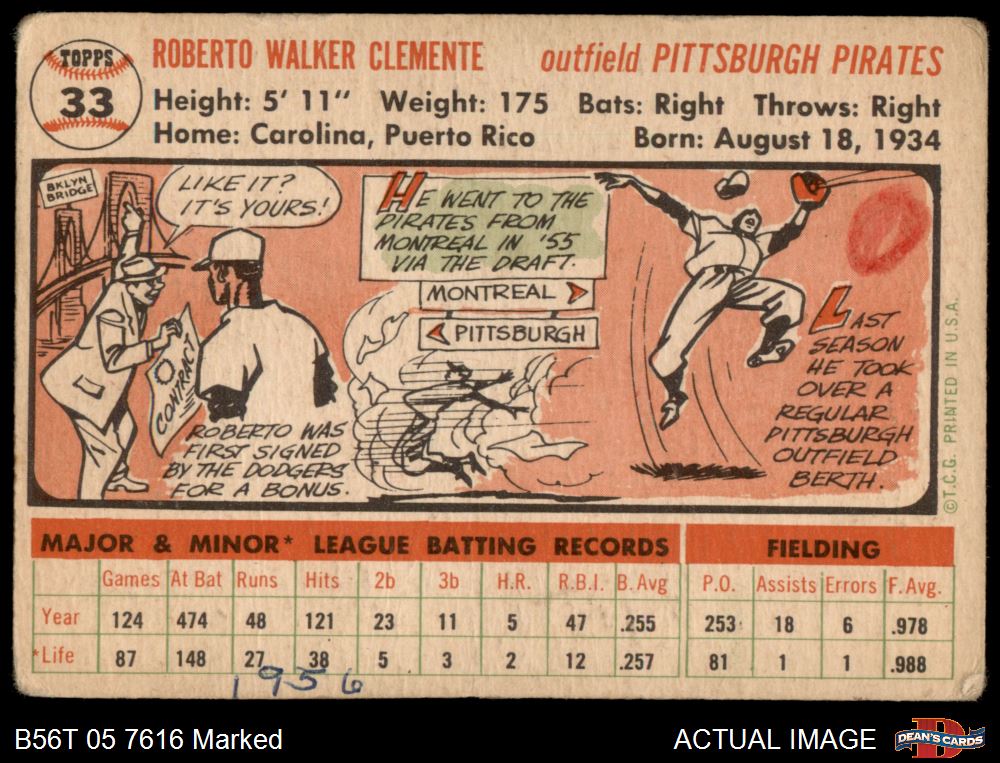 TOPPS
33
ROBERTO WALKER CLEMENTE outfield PITTSBURGH PIRATES
Height: 5' 11" Weight: 175 Bats: Right Throws: Right
Home: Carolina, Puerto Rico Born: August 18, 1934
BKLYN
BRIDGE
LIKE IT?
IT'S YOURS!
CONTRACT
ROBERTO WAS
FIRST SIGNED
BY THE DODGERS
FOR A BONUS.
HE WENT TO THE
PIRATES FROM
MONTREAL IN '55
VIA THE DRAFT.
MONTREAL
PITTSBURGH
LAST
SEASON
HE TOOK
OVER A
REGULAR
PITTSBURGH
OUTFIELD
BERTH.
©T.C.G. PRINTED IN U.S.A.
MAJOR & MINOR* LEAGUE BATTING RECORDS FIELDING
Games At Bat Runs Hits 2b 3b H.R. R.B.I. B. Avg P.O. Assists Errors F. Avg.
Year 124 474 48 121 23 11 5 47 .255 253 18 6 .978
*Life 87 148 27 38 5 3 2 12 .257 81 1 1 .988
1956
B56T 05 7616 Marked ACTUAL IMAGE
D
DEAN'S CARDS